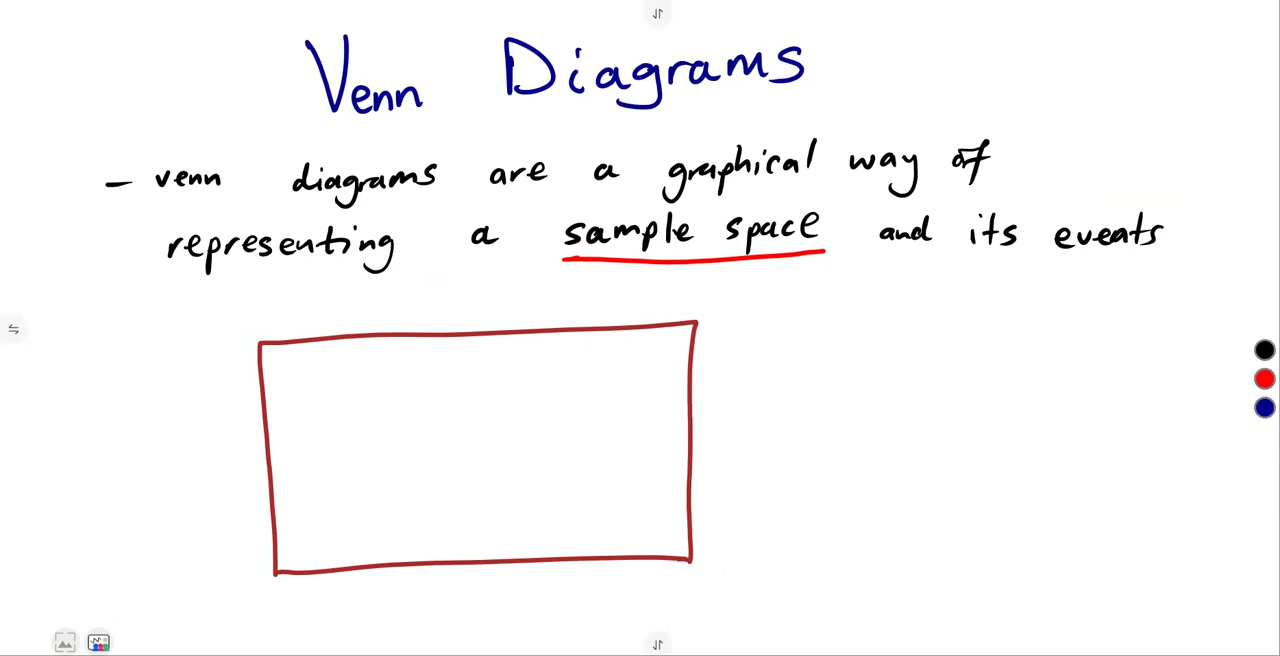 Venn Diagrams
- venn diagrams are a graphical way of
representing a sample space and its events